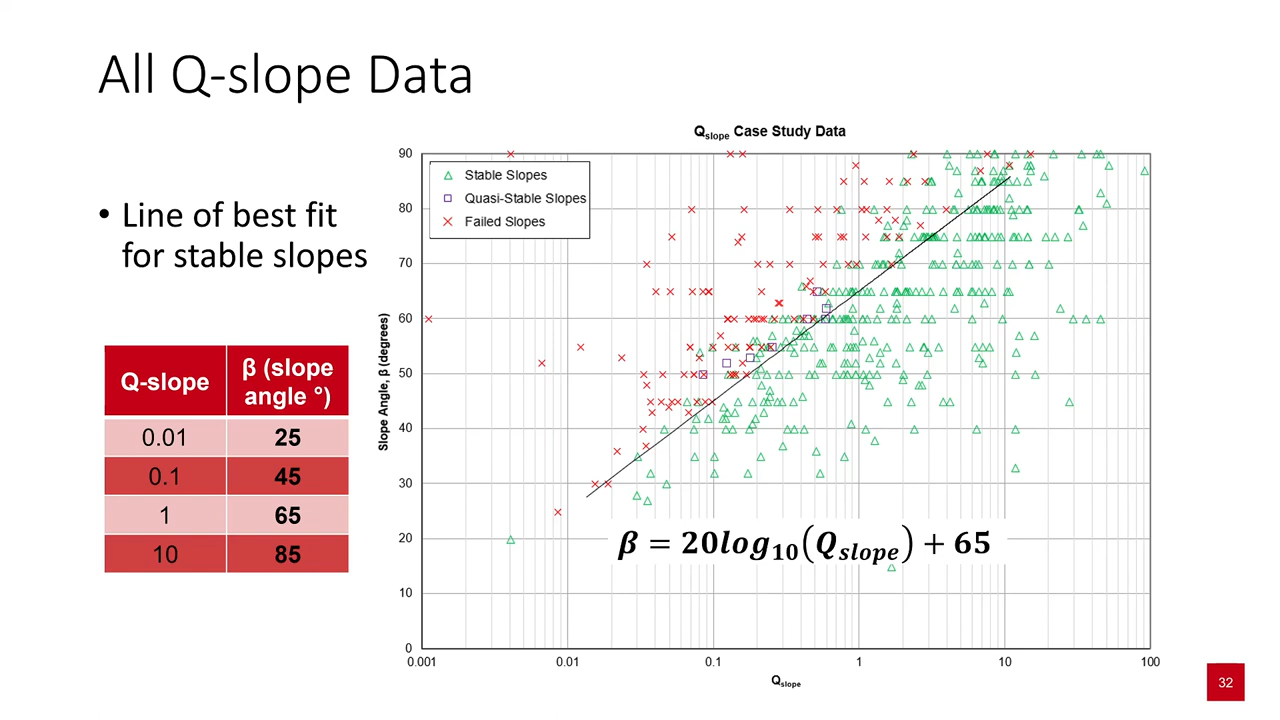 All Q-slope Data
• Line of best fit
for stable slopes
Q-slope β (slope angle °)
0.01 25
0.1 45
1 65
10 85
Qslope Case Study Data
Stable Slopes
Quasi-Stable Slopes
Failed Slopes
Slope Angle, β (degrees)
90
80
70
60
50
40
30
20
10
0
β = 20log10(Qslope) + 65
0.001 0.01 0.1 1 10 100
Qslope
32